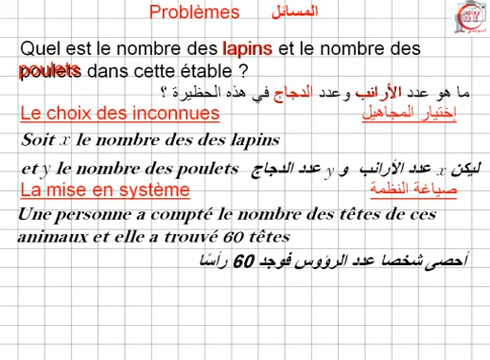 Problèmes المسائل
Quel est le nombre des lapins et le nombre des
poulets dans cette étable ?
ما هو عدد الأرانب وعدد الدجاج في هذه الحظيرة ؟
Le choix des inconnues إختيار المجاهيل
Soit x le nombre des des lapins
et y le nombre des poulets ليكن x عدد الأرانب و y عدد الدجاج
La mise en système صياغة النظمة
Une personne a compté le nombre des têtes de ces
animaux et elle a trouvé 60 têtes
أحصى شخصا عدد الرؤوس فوجد 60 رأسًا